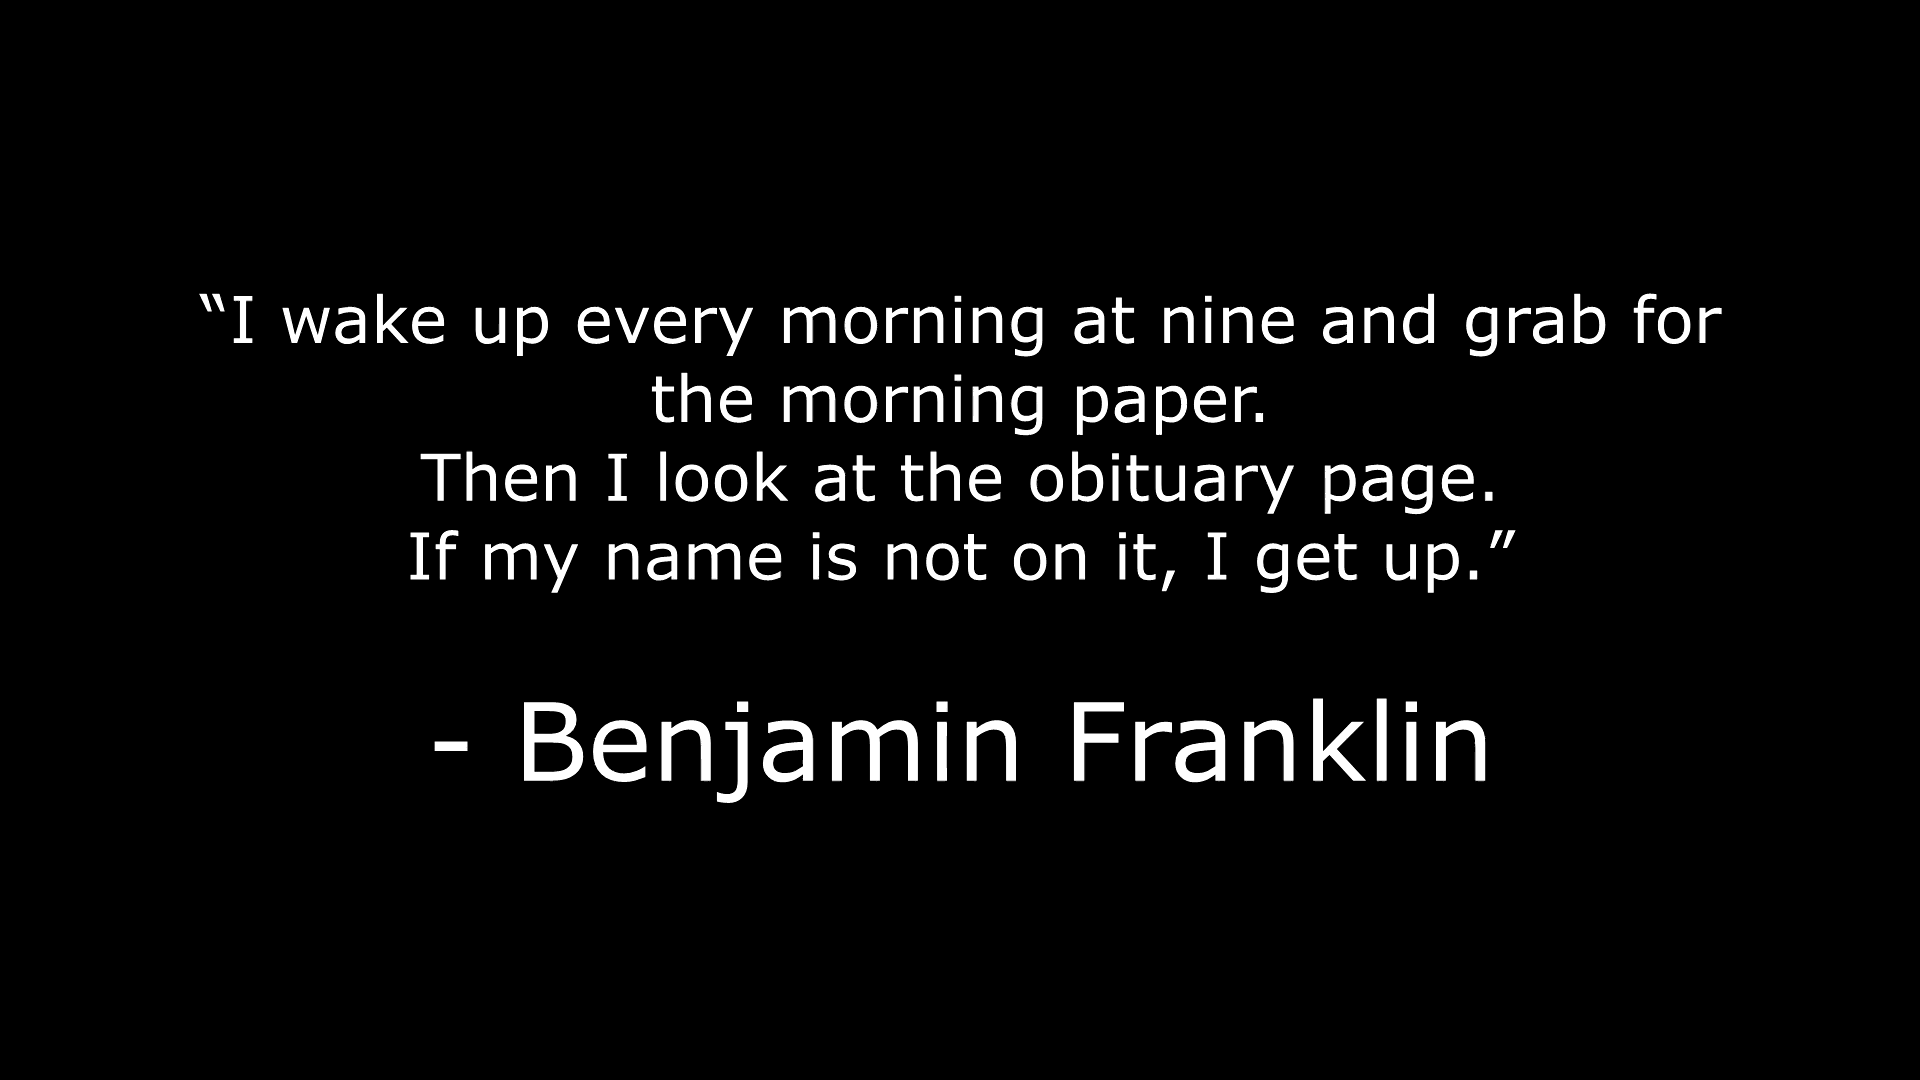 “I wake up every morning at nine and grab for
the morning paper.
Then I look at the obituary page.
If my name is not on it, I get up.”
- Benjamin Franklin